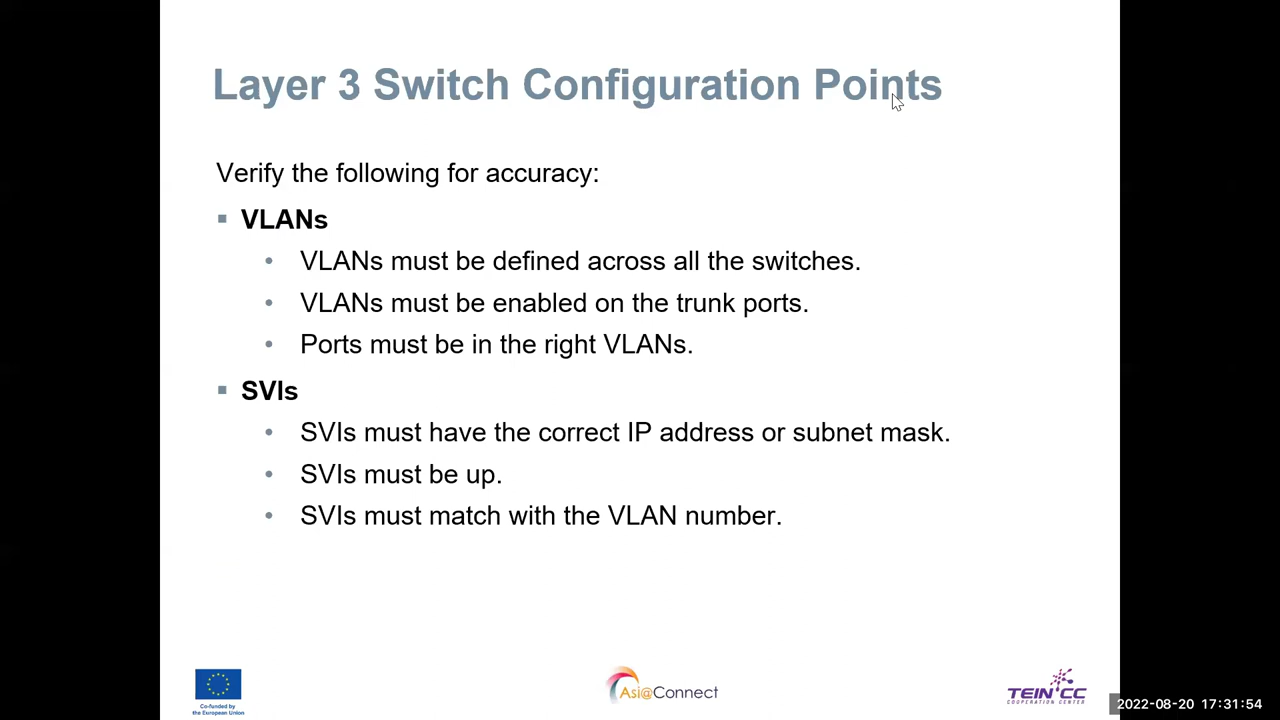 Layer 3 Switch Configuration Points
Verify the following for accuracy:
VLANs
VLANs must be defined across all the switches.
VLANs must be enabled on the trunk ports.
Ports must be in the right VLANs.
SVIs
SVIs must have the correct IP address or subnet mask.
SVIs must be up.
SVIs must match with the VLAN number.
Co-funded by
the European Union
Asi@Connect
TEIN CC
COOPERATION CENTER
2022-08-20 17:31:54